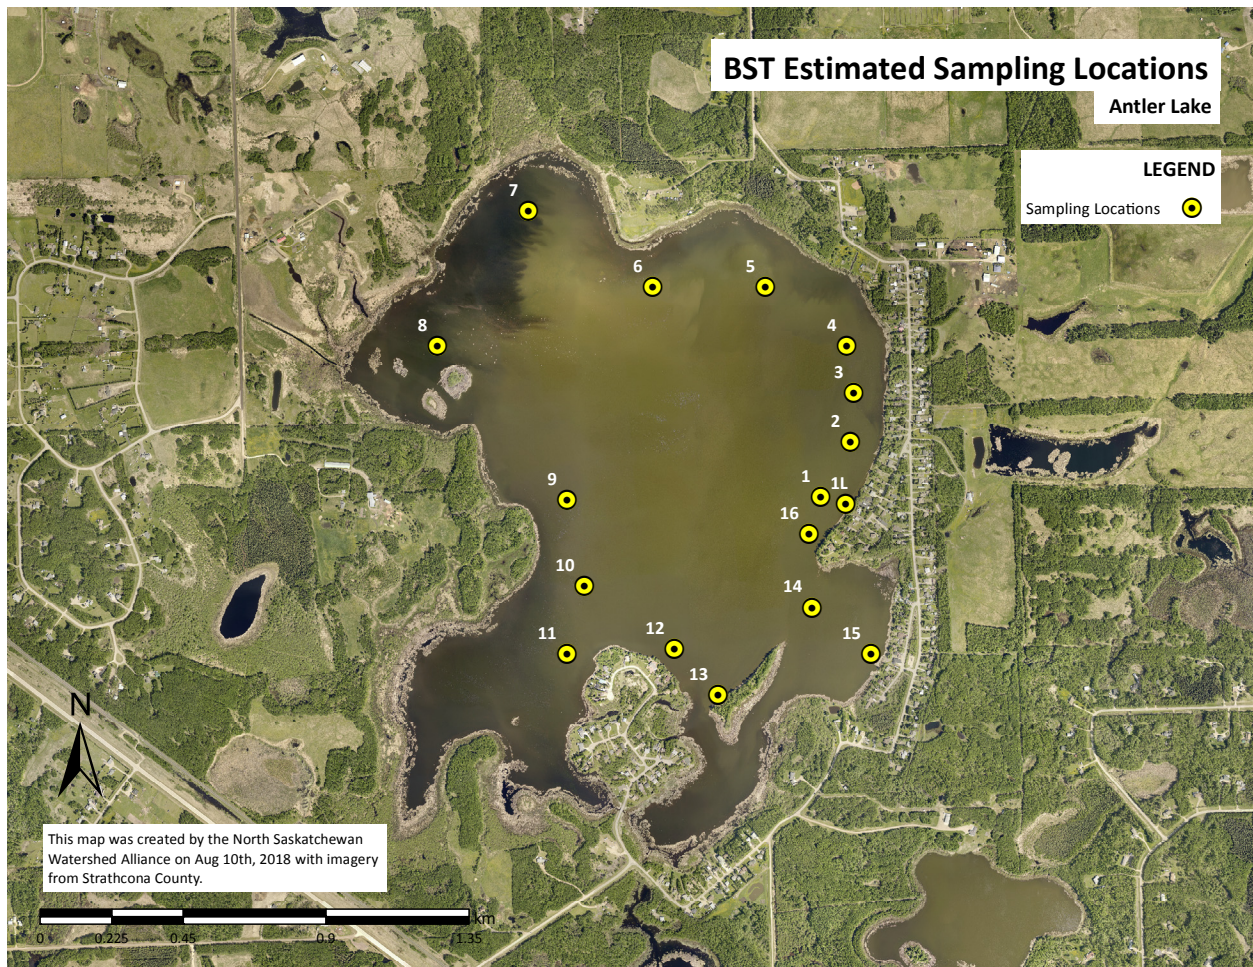 BST Estimated Sampling Locations
Antler Lake
LEGEND
Sampling Locations
7
6
5
8
4
3
2
9
1
1L
16
10
14
11
12
15
13
N
This map was created by the North Saskatchewan
Watershed Alliance on Aug 10th, 2018 with imagery
from Strathcona County.
km
0 0.225 0.45 0.9 1.35